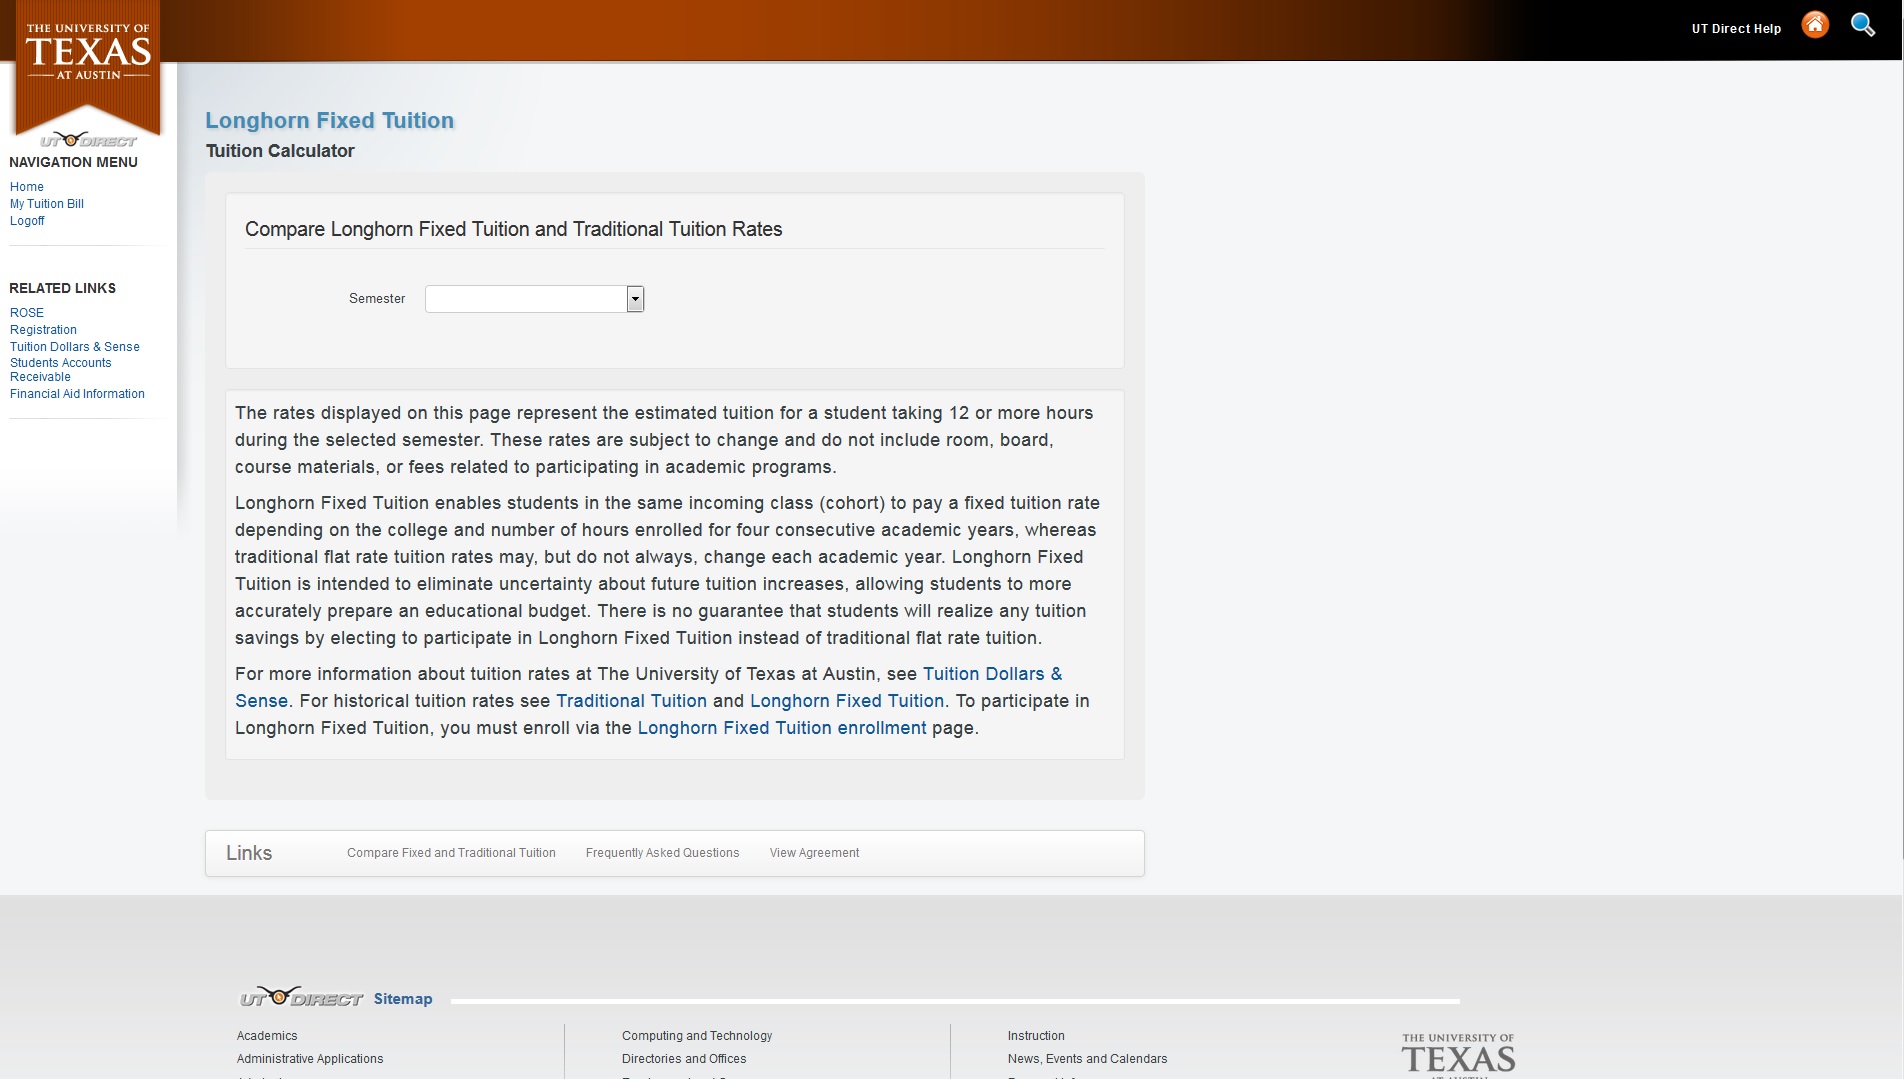 THE UNIVERSITY OF
TEXAS
AT AUSTIN
UT DIRECT
UT Direct Help
NAVIGATION MENU
Home
My Tuition Bill
Logoff
RELATED LINKS
ROSE
Registration
Tuition Dollars & Sense
Students Accounts
Receivable
Financial Aid Information
Longhorn Fixed Tuition
Tuition Calculator
Compare Longhorn Fixed Tuition and Traditional Tuition Rates
Semester
The rates displayed on this page represent the estimated tuition for a student taking 12 or more hours
during the selected semester. These rates are subject to change and do not include room, board,
course materials, or fees related to participating in academic programs.
Longhorn Fixed Tuition enables students in the same incoming class (cohort) to pay a fixed tuition rate
depending on the college and number of hours enrolled for four consecutive academic years, whereas
traditional flat rate tuition rates may, but do not always, change each academic year. Longhorn Fixed
Tuition is intended to eliminate uncertainty about future tuition increases, allowing students to more
accurately prepare an educational budget. There is no guarantee that students will realize any tuition
savings by electing to participate in Longhorn Fixed Tuition instead of traditional flat rate tuition.
For more information about tuition rates at The University of Texas at Austin, see Tuition Dollars &
Sense. For historical tuition rates see Traditional Tuition and Longhorn Fixed Tuition. To participate in
Longhorn Fixed Tuition, you must enroll via the Longhorn Fixed Tuition enrollment page.
Links
Compare Fixed and Traditional Tuition
Frequently Asked Questions
View Agreement
UT DIRECT Sitemap
Academics
Administrative Applications
Computing and Technology
Directories and Offices
Instruction
News, Events and Calendars
THE UNIVERSITY OF
TEXAS